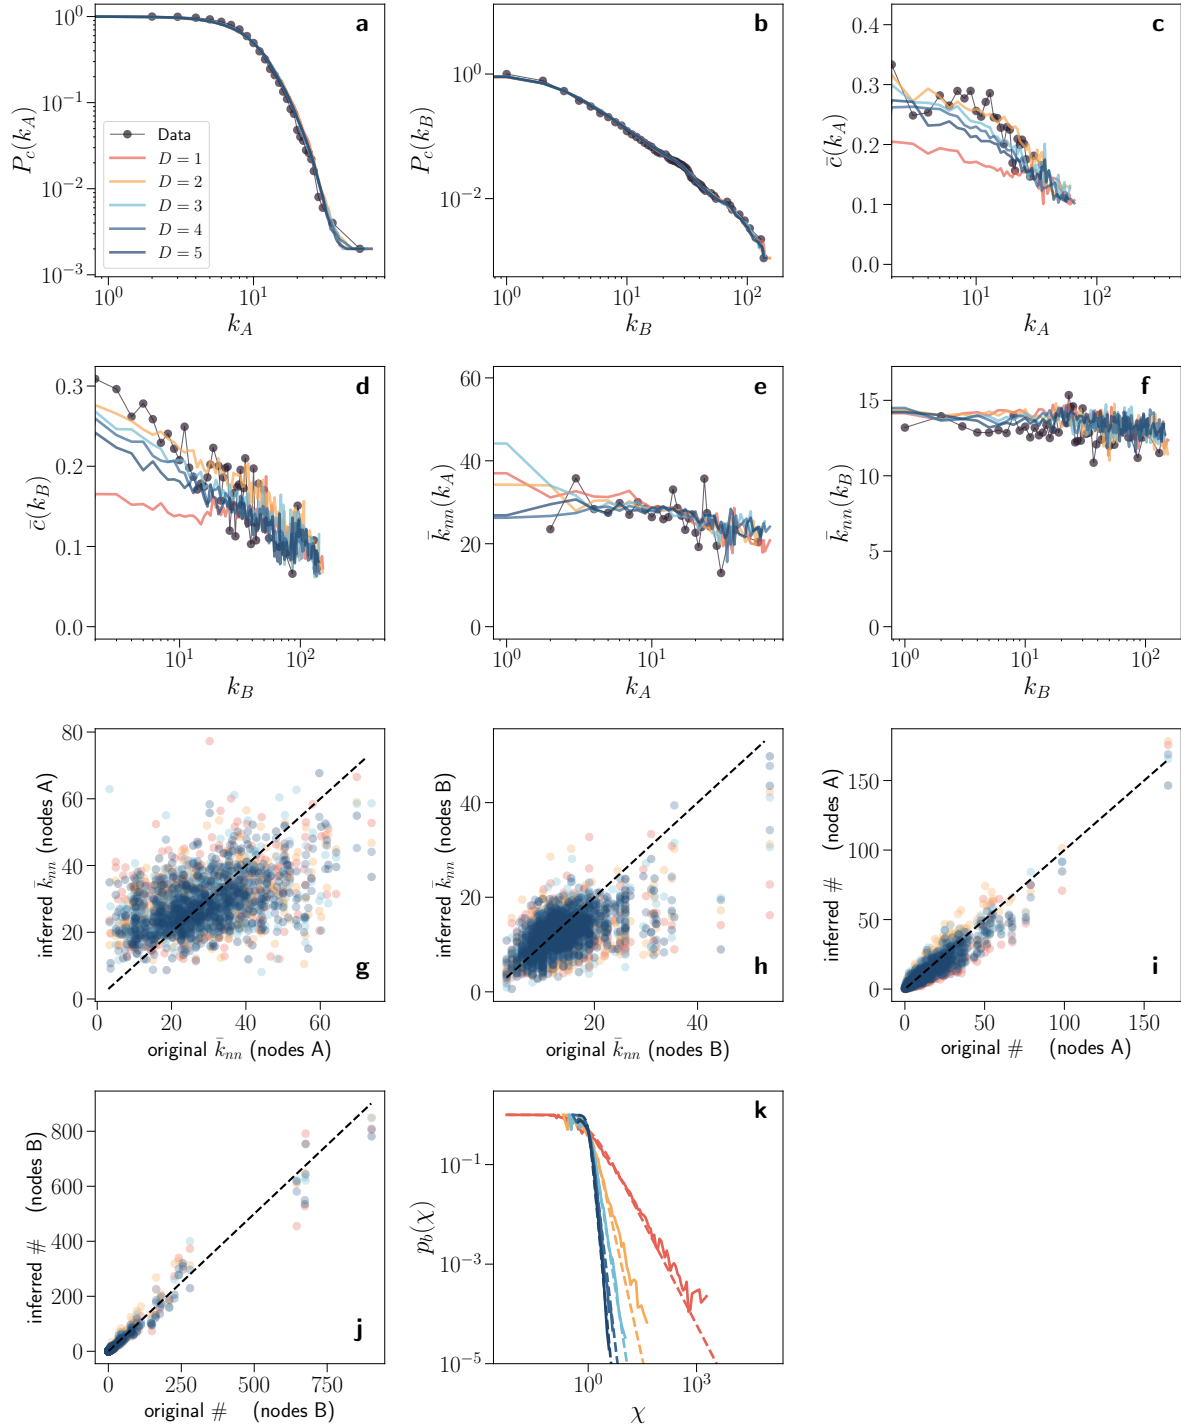 a
10^0
10^-1
10^-2
10^-3
P_c(k_A)
Data
D = 1
D = 2
D = 3
D = 4
D = 5
10^0
10^1
k_A
b
10^0
10^-2
P_c(k_B)
10^0
10^1
10^2
k_B
c
0.4
0.3
0.2
0.1
0.0
c̄(k_A)
10^1
10^2
k_A
d
0.3
0.2
0.1
0.0
c̄(k_B)
10^1
10^2
k_B
e
60
40
20
0
k̄_nn(k_A)
10^0
10^1
k_A
f
15
10
5
0
k̄_nn(k_B)
10^0
10^1
10^2
k_B
80
60
40
20
0
inferred k̄_nn (nodes A)
g
0
20
40
60
original k̄_nn (nodes A)
40
20
0
inferred k̄_nn (nodes B)
h
20
40
original k̄_nn (nodes B)
150
100
50
0
inferred # (nodes A)
i
0
50
100
150
original # (nodes A)
800
600
400
200
0
inferred # (nodes B)
j
0
250
500
750
original # (nodes B)
k
10^-1
10^-3
10^-5
p_b(χ)
10^0
10^3
χ